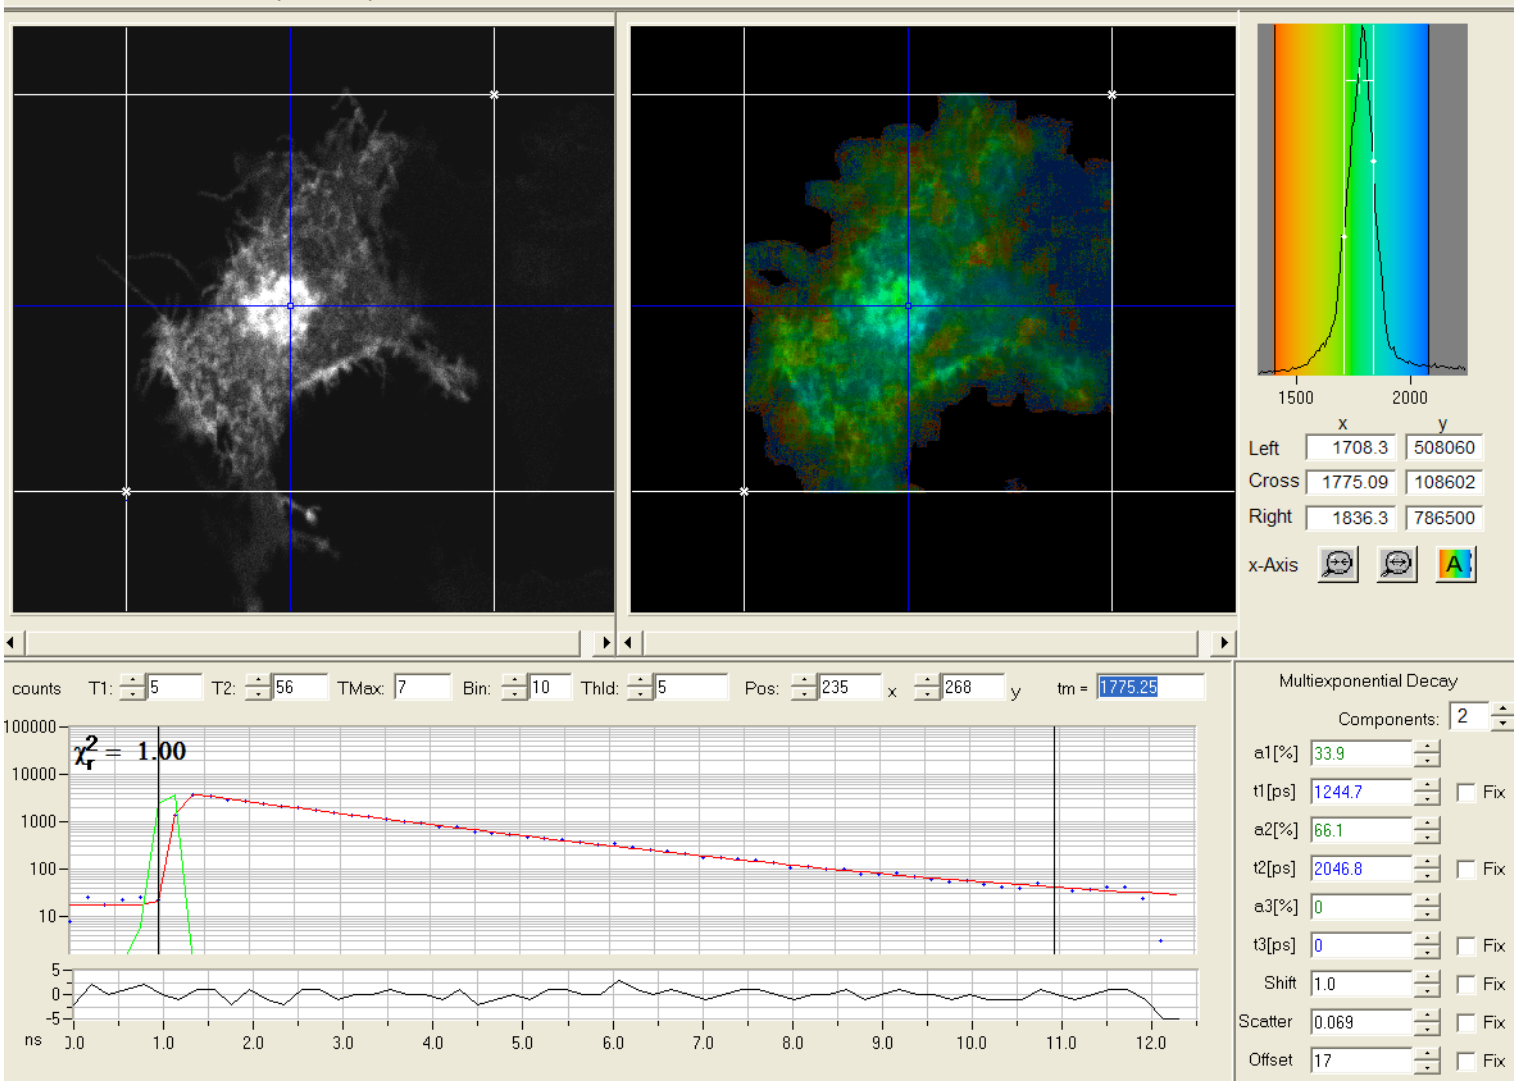 1500 2000
x y
Left 1708.3 508060
Cross 1775.09 108602
Right 1836.3 786500
x-Axis A
counts T1: 5 T2: 56 TMax: 7 Bin: 10 Thld: 5 Pos: 235 x 268 y tm = 1775.25
Multiexponential Decay
Components: 2
a1[%] 33.9
t1[ps] 1244.7 Fix
a2[%] 66.1
t2[ps] 2046.8 Fix
a3[%] 0
t3[ps] 0 Fix
Shift 1.0 Fix
Scatter 0.069 Fix
Offset 17 Fix
100000
χ²r = 1.00
10000
1000
100
10
5
0
-5
ns 0.0 1.0 2.0 3.0 4.0 5.0 6.0 7.0 8.0 9.0 10.0 11.0 12.0